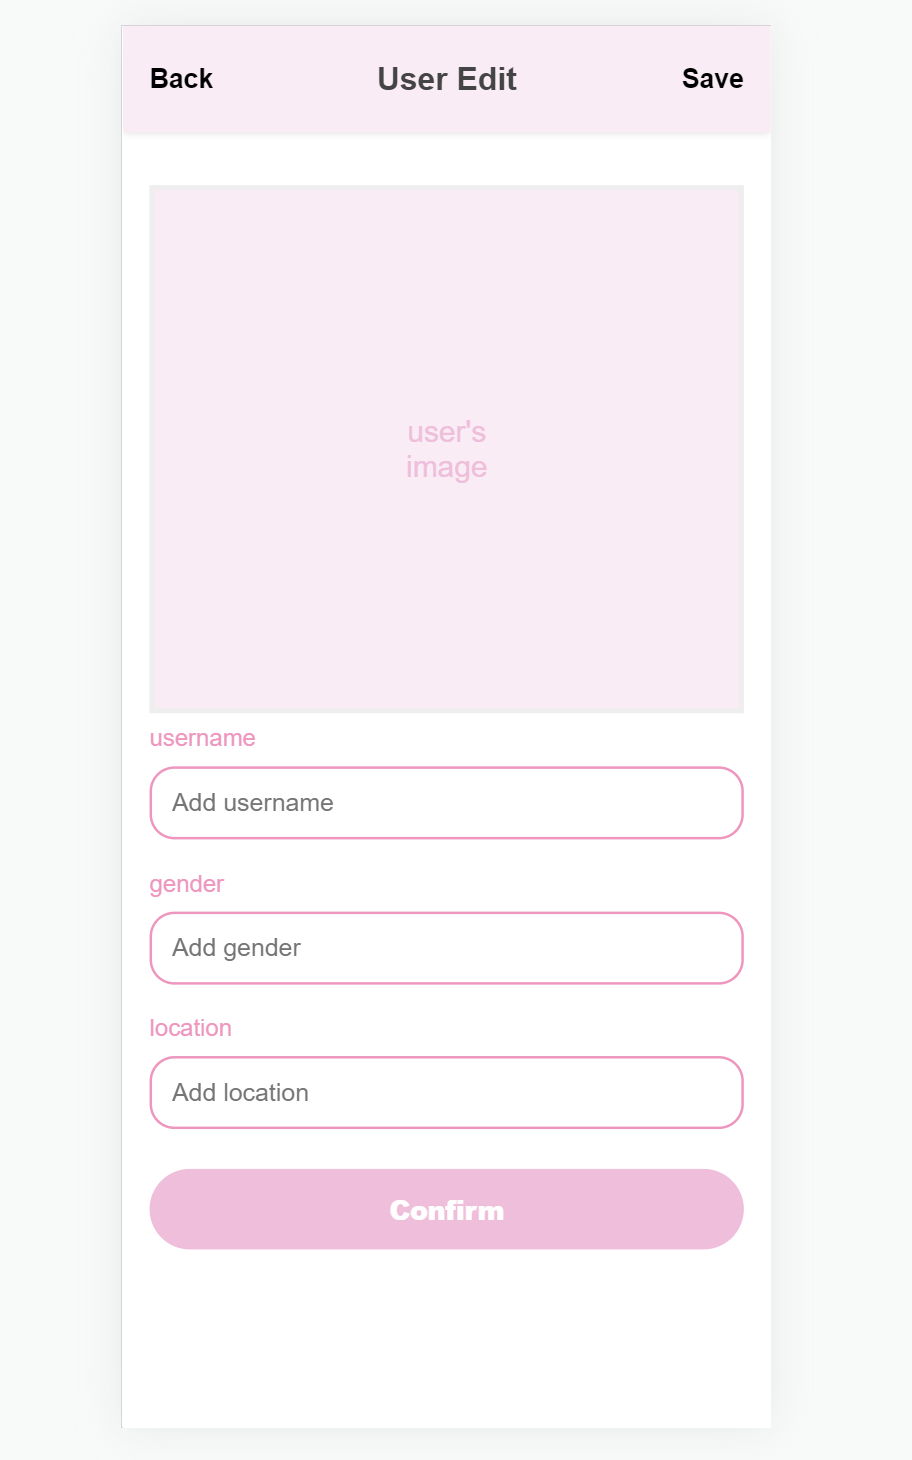 Back User Edit Save
user's
image
username
Add username
gender
Add gender
location
Add location
Confirm